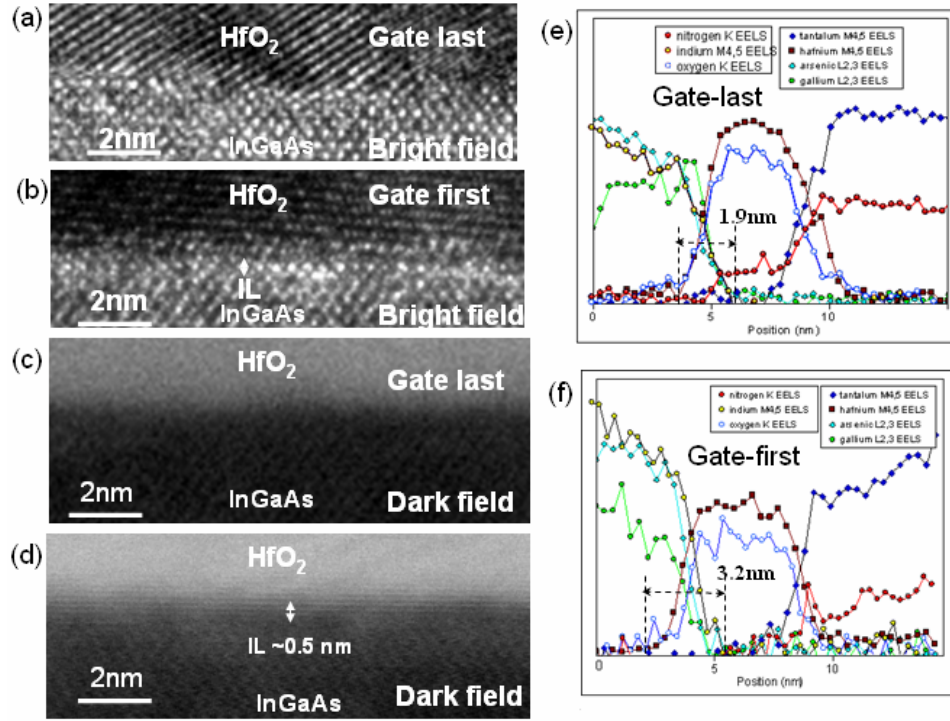 (a)
HfO2 Gate last
2nm
InGaAs Bright field
(b)
HfO2 Gate first
2nm
IL
InGaAs Bright field
(c)
HfO2
Gate last
2nm
InGaAs
Dark field
(d)
HfO2
IL ~0.5 nm
2nm
InGaAs
Dark field
(e)
nitrogen K EELS
indium M4,5 EELS
oxygen K EELS
tantalum M4,5 EELS
hafnium M4,5 EELS
arsenic L2,3 EELS
gallium L2,3 EELS
Gate-last
1.9nm
0 5 10
Position (nm)
(f)
nitrogen K EELS
indium M4,5 EELS
oxygen K EELS
tantalum M4,5 EELS
hafnium M4,5 EELS
arsenic L2,3 EELS
gallium L2,3 EELS
Gate-first
3.2nm
0 5 10
Position (nm)